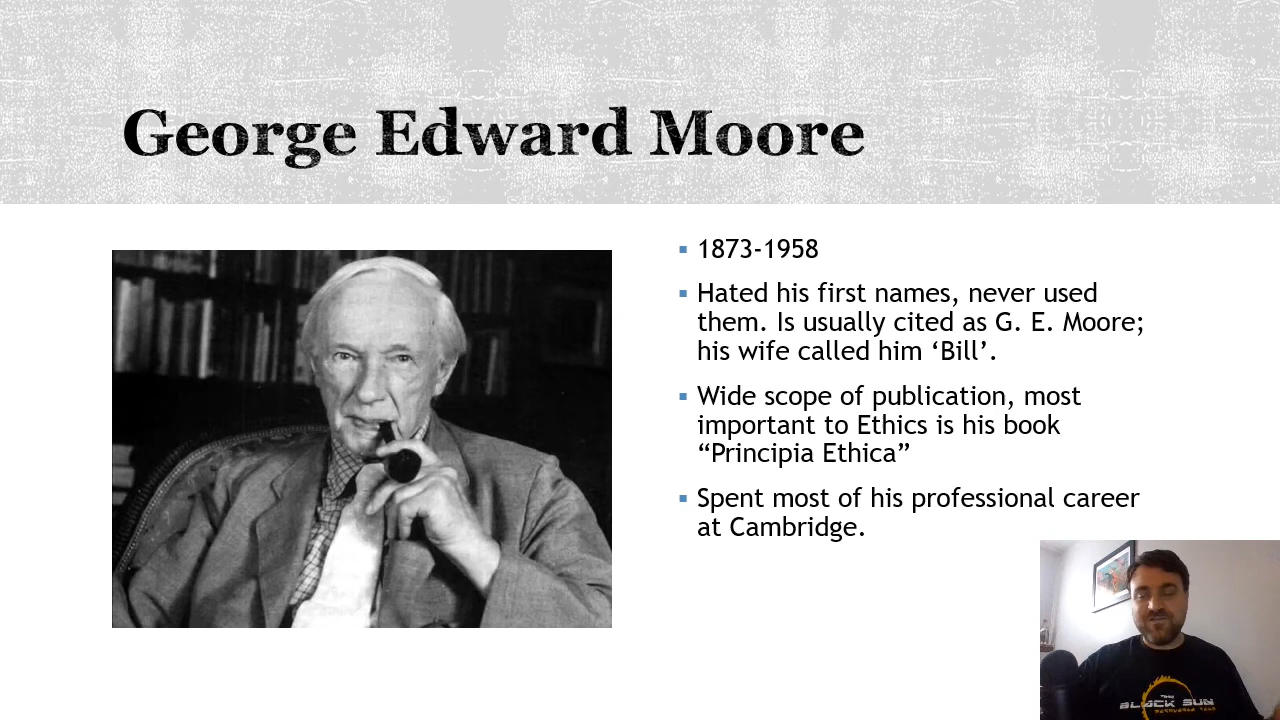 George Edward Moore
▪ 1873-1958
▪ Hated his first names, never used
them. Is usually cited as G. E. Moore;
his wife called him ‘Bill’.
▪ Wide scope of publication, most
important to Ethics is his book
“Principia Ethica”
▪ Spent most of his professional career
at Cambridge.
BLACK SUN